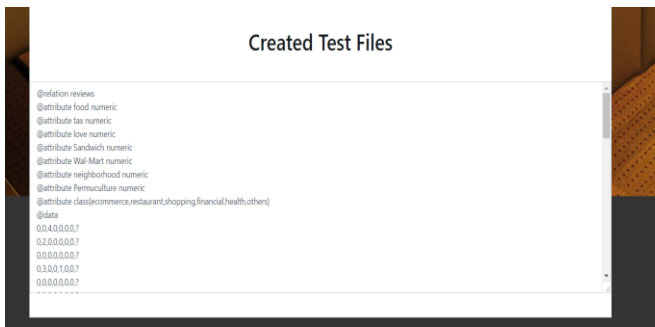 Created Test Files
@relation reviews
@attribute food numeric
@attribute tax numeric
@attribute love numeric
@attribute Sandwich numeric
@attribute Wal-Mart numeric
@attribute neighborhood numeric
@attribute Permuculture numeric
@attribute class{ecommerce,restaurant,shopping,financial,health,others}
@data
0,0,4,0,0,0,0,?
0,2,0,0,0,0,0,?
0,0,0,0,0,0,0,?
0,3,0,0,1,0,0,?
0,0,0,0,0,0,0,?